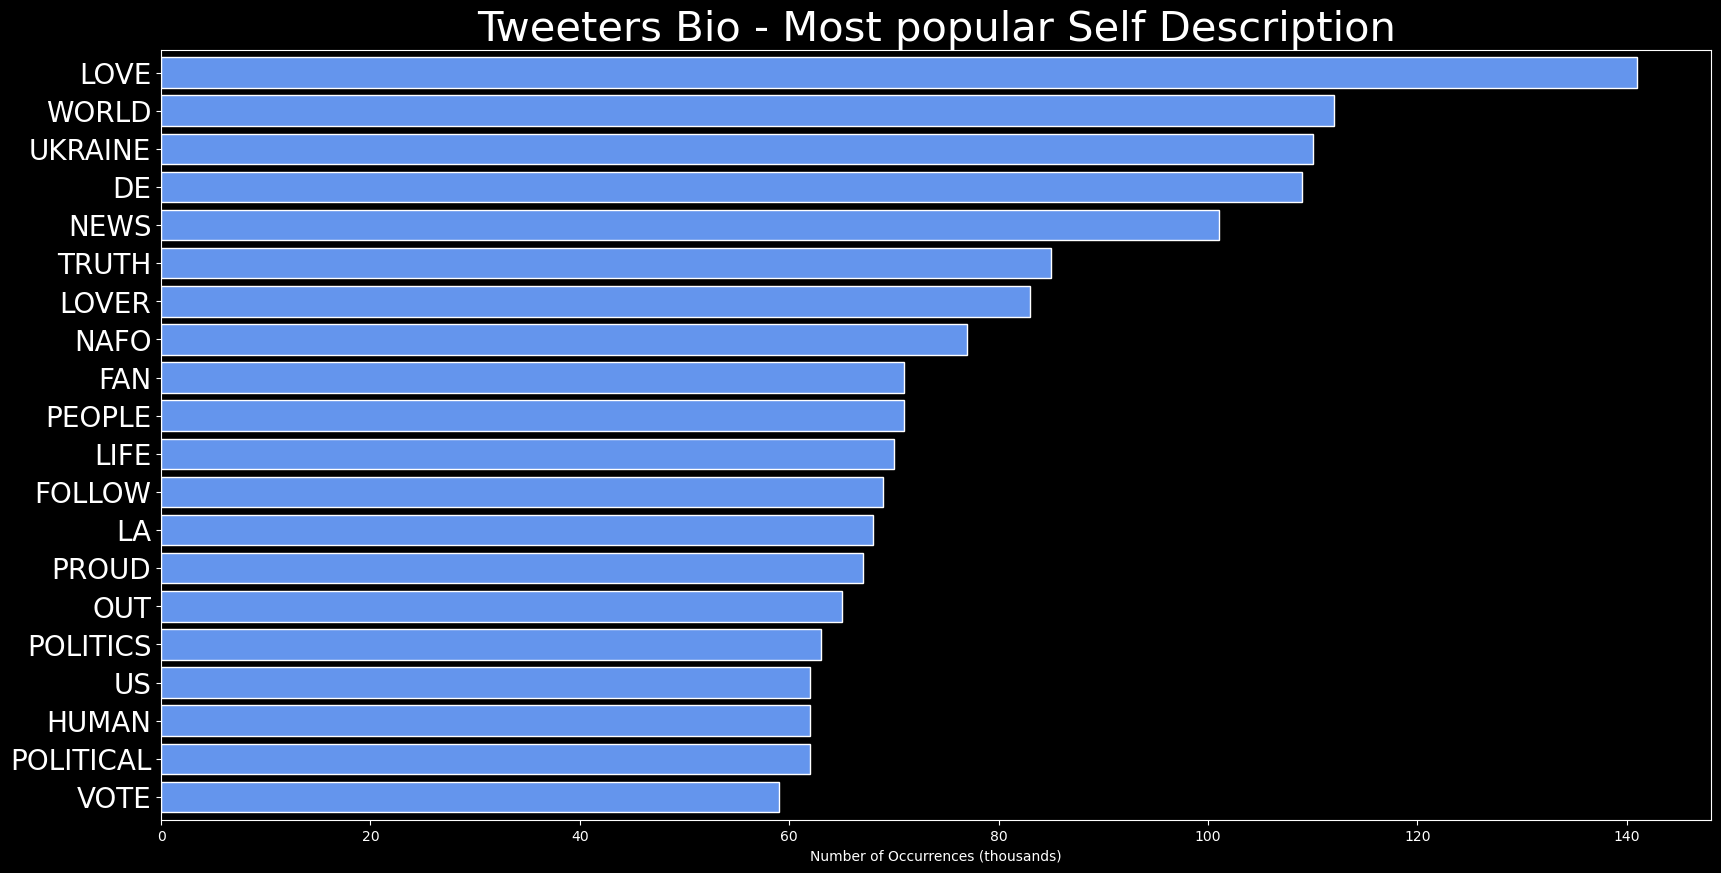 Tweeters Bio - Most popular Self Description
LOVE
WORLD
UKRAINE
DE
NEWS
TRUTH
LOVER
NAFO
FAN
PEOPLE
LIFE
FOLLOW
LA
PROUD
OUT
POLITICS
US
HUMAN
POLITICAL
VOTE
0 20 40 60 80 100 120 140
Number of Occurrences (thousands)